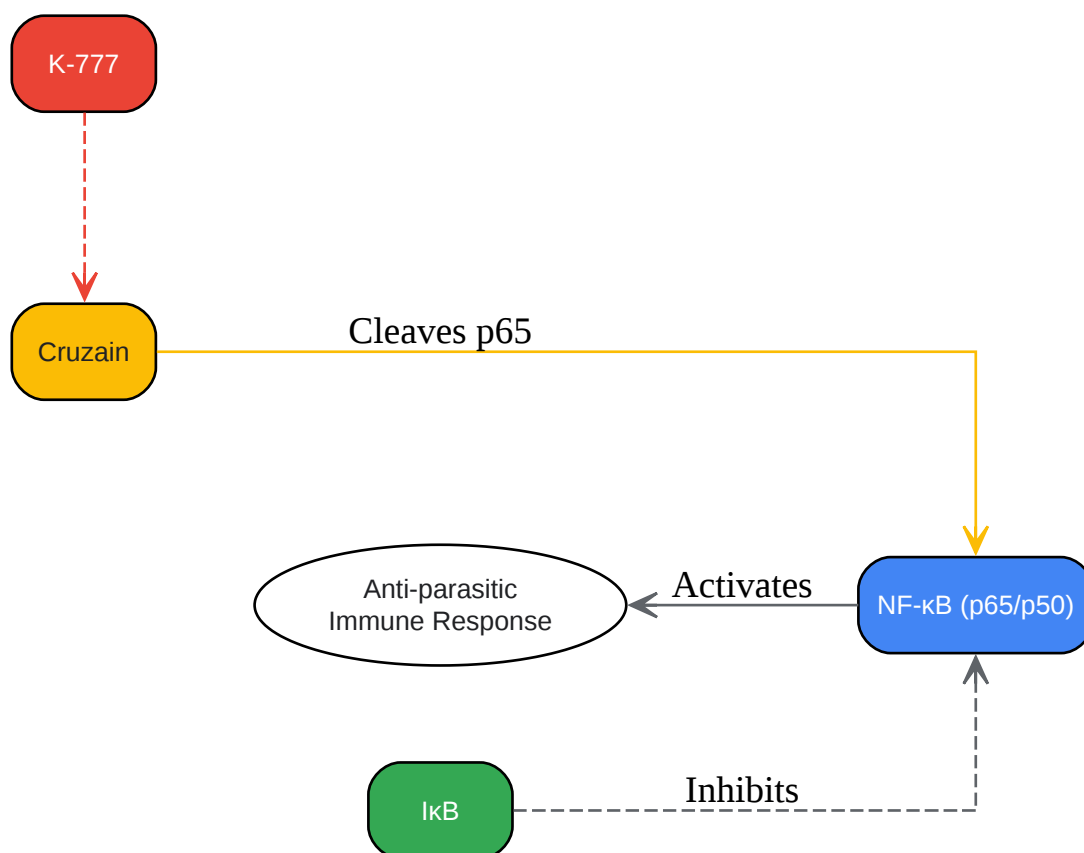 K-777
Cruzain
Cleaves p65
Anti-parasitic
Immune Response
Activates
NF-κB (p65/p50)
IκB
Inhibits